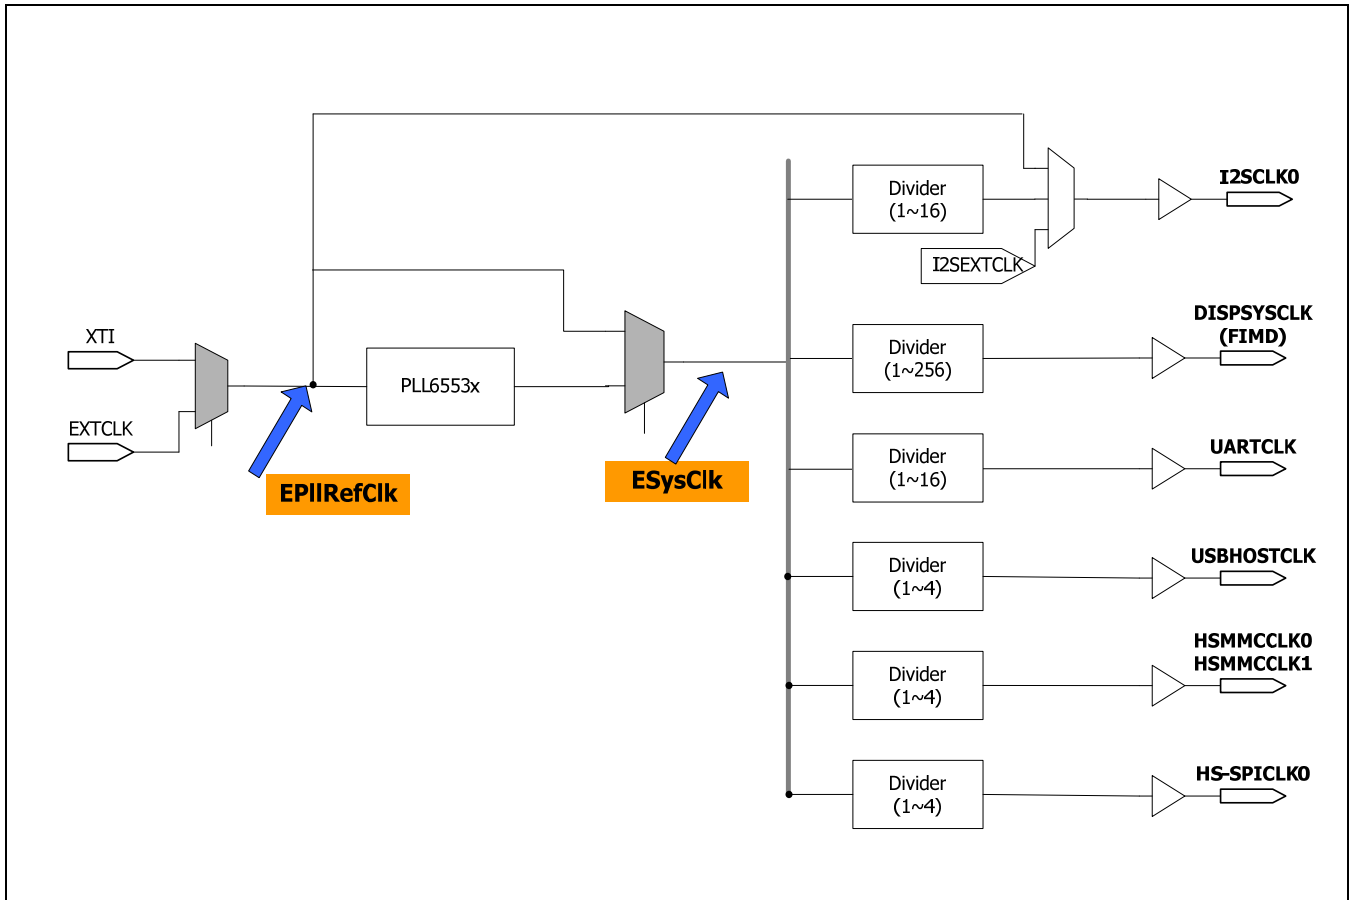 I2SCLK0
Divider
(1~16)
I2SEXTCLK
DISPSYSCLK
(FIMD)
Divider
(1~256)
XTI
PLL6553x
EXTCLK
EPllRefClk
ESysClk
UARTCLK
Divider
(1~16)
USBHOSTCLK
Divider
(1~4)
HSMMCCLK0
HSMMCCLK1
Divider
(1~4)
HS-SPICLK0
Divider
(1~4)